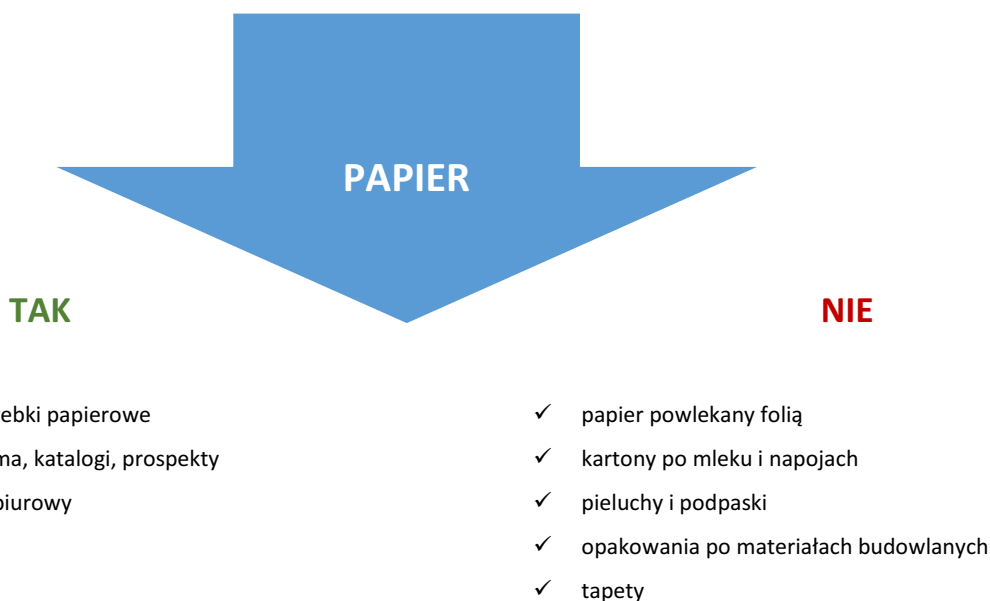 PAPIER
TAK
NIE
papierowe
katalogi, prospekty
✓ papier powlekany folią
✓ kartony po mleku i napojach
✓ pieluchy i podpaski
✓ opakowania po materiałach budowlanych
✓ tapety